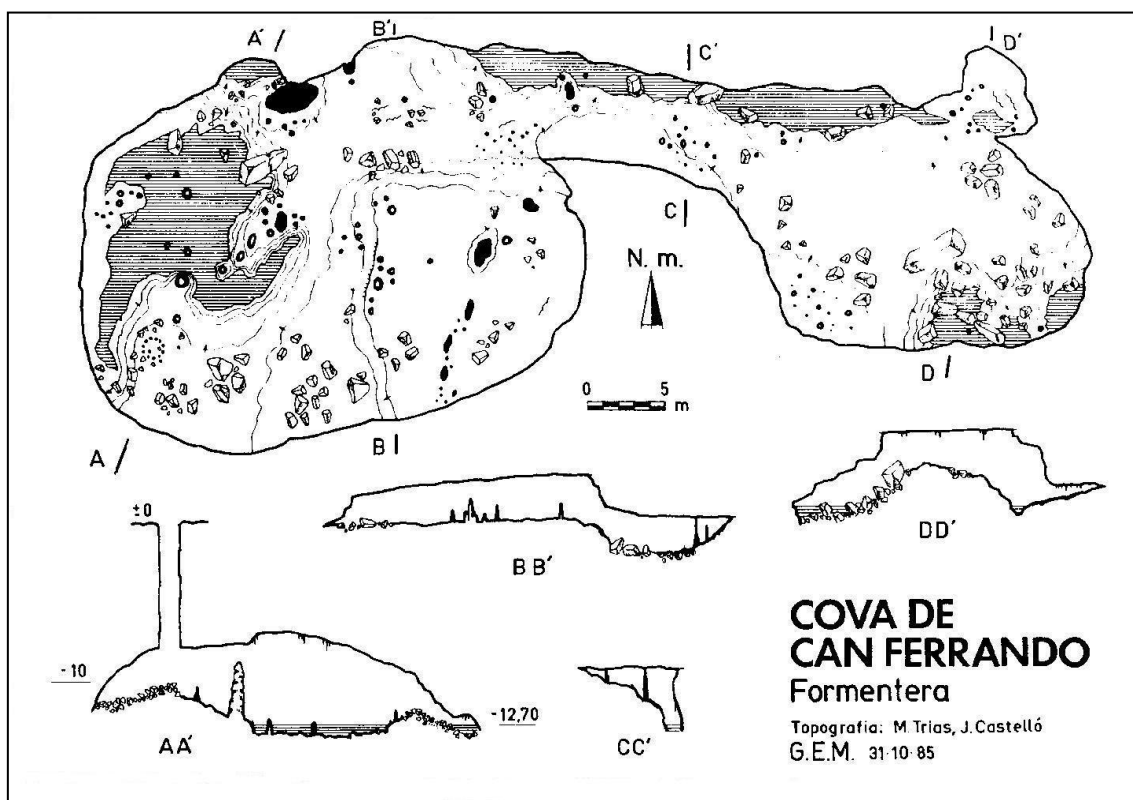 A'
B'
C'
D'
C
N. m.
0 5
m
D
A
B
±0
BB'
DD'
-10
-12,70
AA'
CC'
COVA DE
CAN FERRANDO
Formentera
Topografia: M. Trias, J. Castelló
G.E.M. 31-10-85